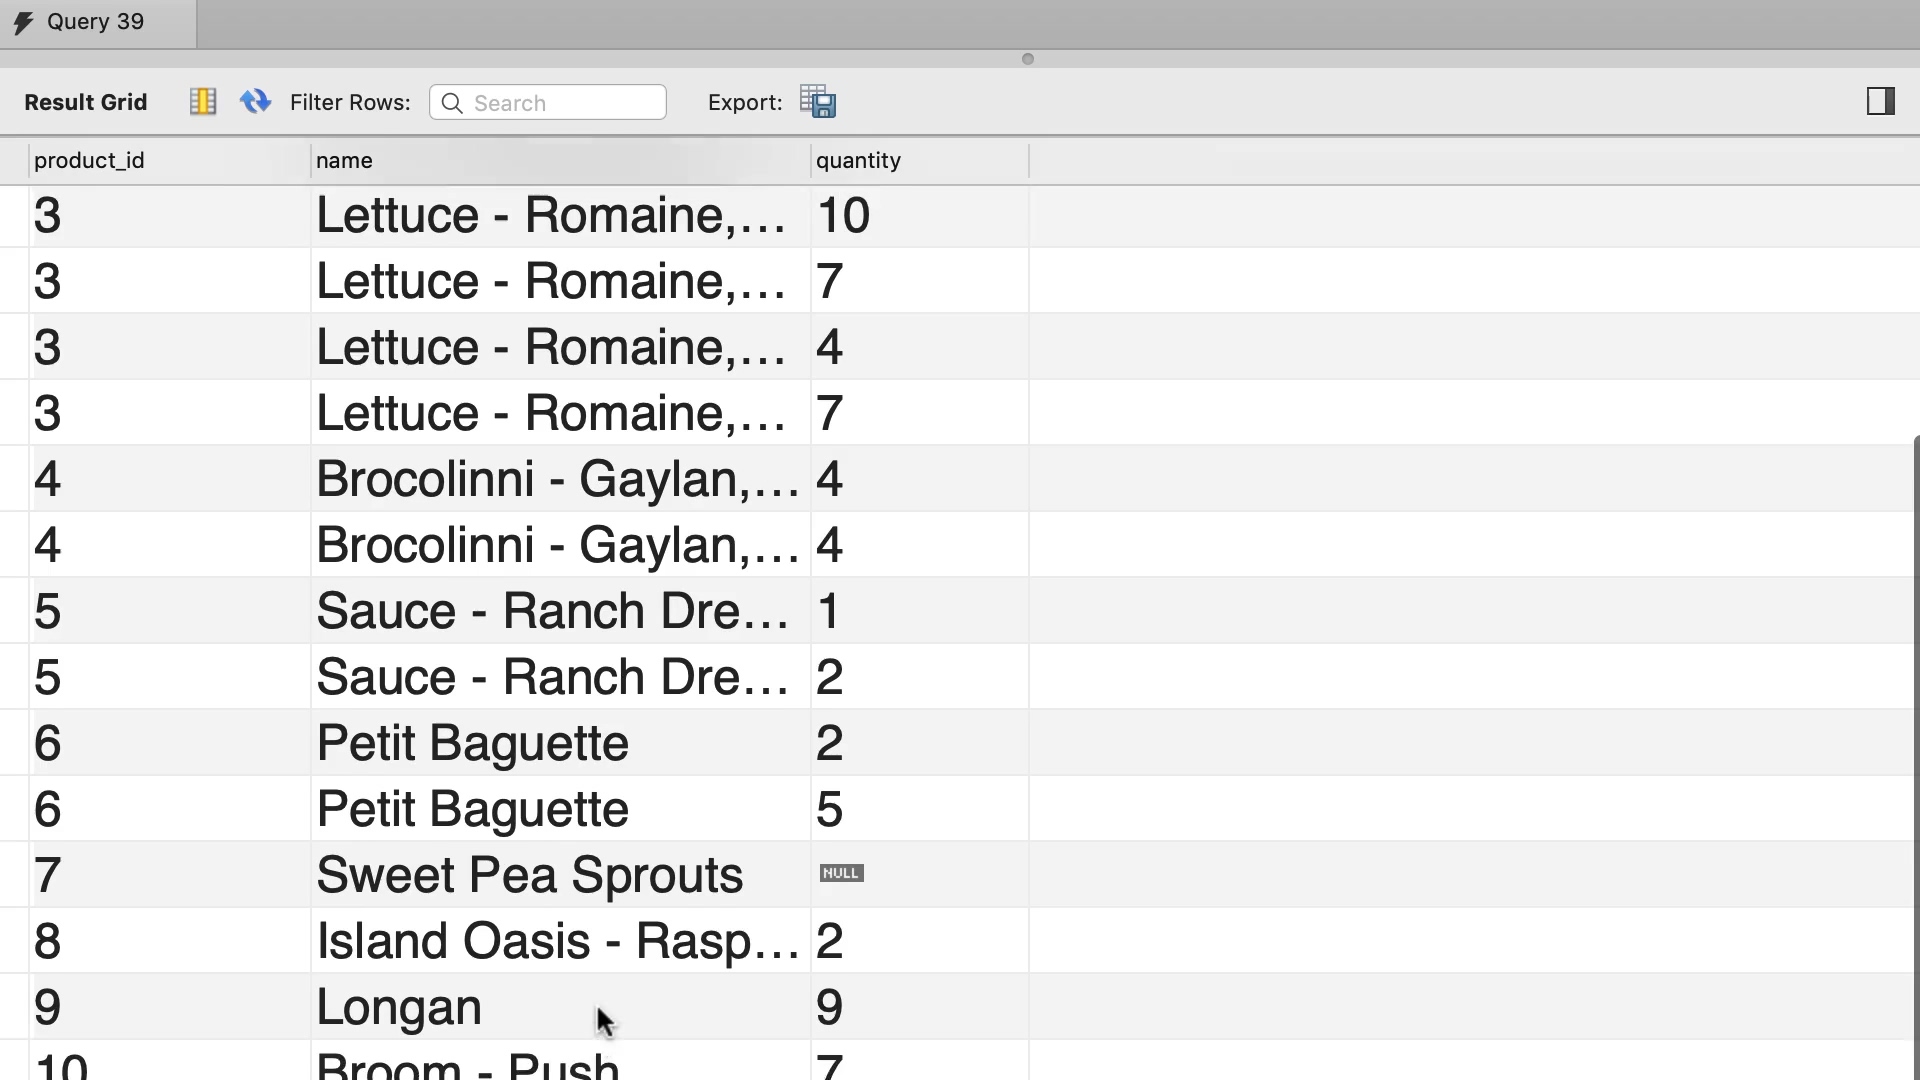 Query 39
Result Grid Filter Rows: Search Export:
product_id name quantity
3 Lettuce - Romaine,... 10
3 Lettuce - Romaine,... 7
3 Lettuce - Romaine,... 4
3 Lettuce - Romaine,... 7
4 Brocolinni - Gaylan,... 4
4 Brocolinni - Gaylan,... 4
5 Sauce - Ranch Dre... 1
5 Sauce - Ranch Dre... 2
6 Petit Baguette 2
6 Petit Baguette 5
7 Sweet Pea Sprouts NULL
8 Island Oasis - Rasp... 2
9 Longan 9
10 Broom - Push 7